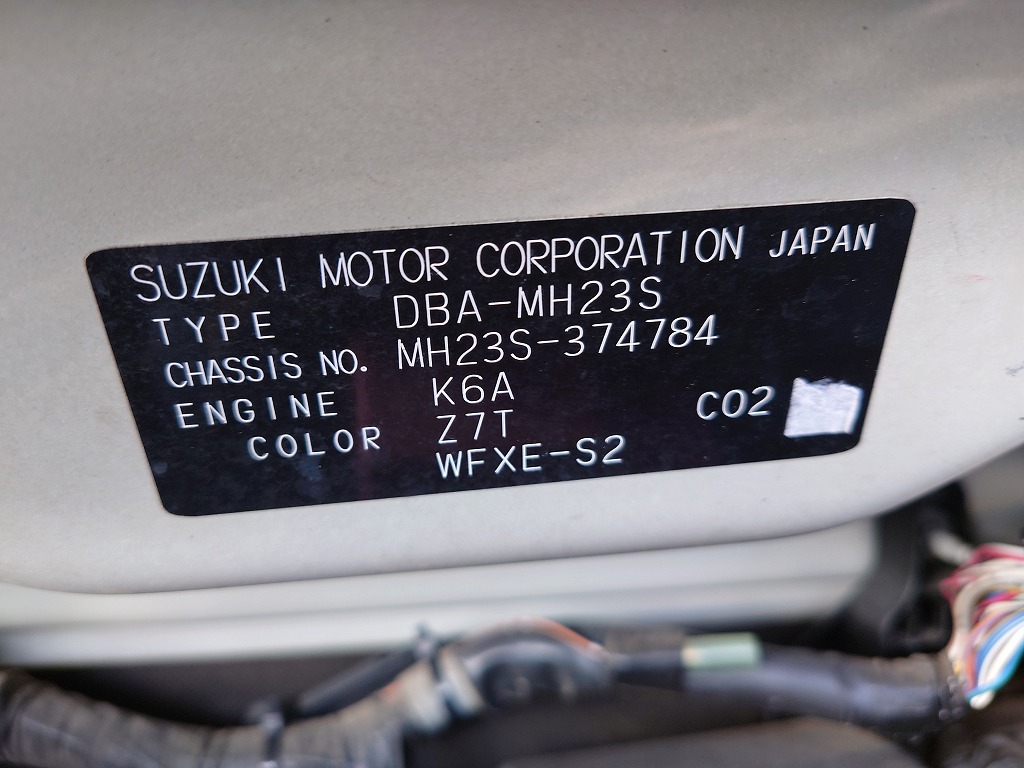 SUZUKI MOTOR CORPORATION JAPAN
TYPE DBA-MH23S
CHASSIS NO. MH23S-374784
ENGINE K6A
COLOR Z7T CO2
WFXE-S2